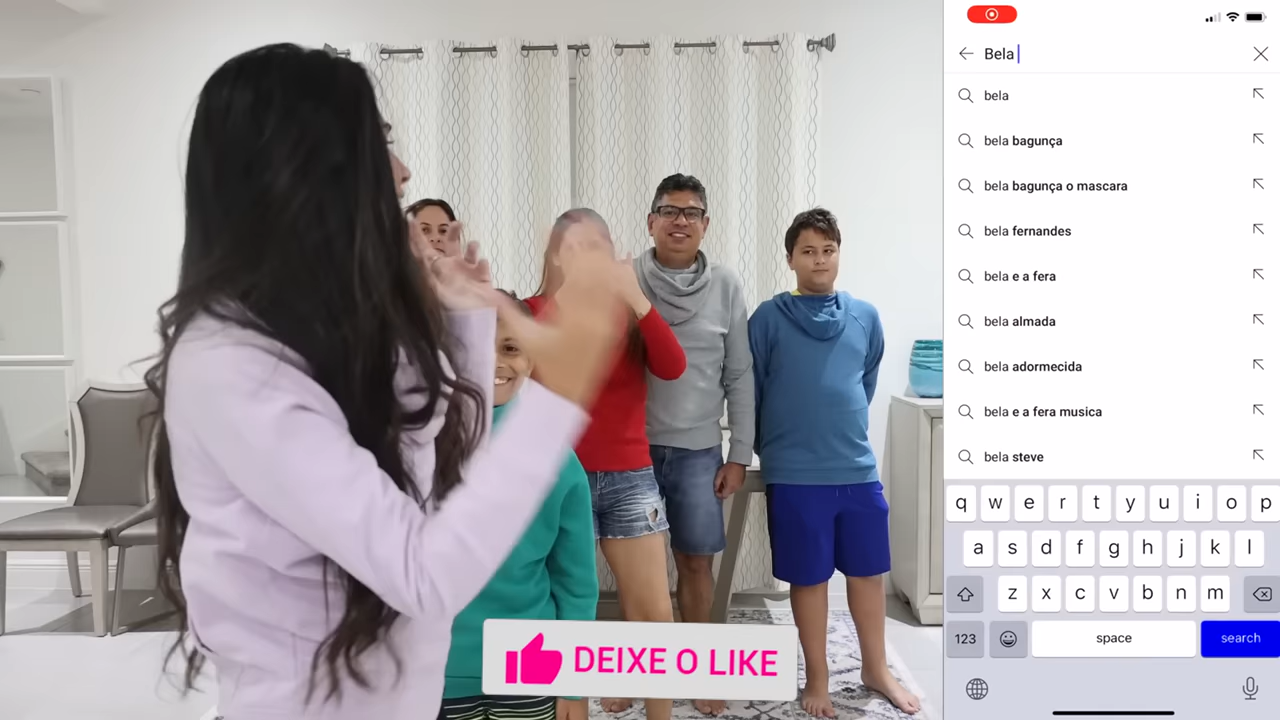 Bela
bela
bela bagunça
bela bagunça o mascara
bela fernandes
bela e a fera
bela almada
bela adormecida
bela e a fera musica
bela steve
q w e r t y u i o p
a s d f g h j k l
z x c v b n m
123 space search
DEIXE O LIKE